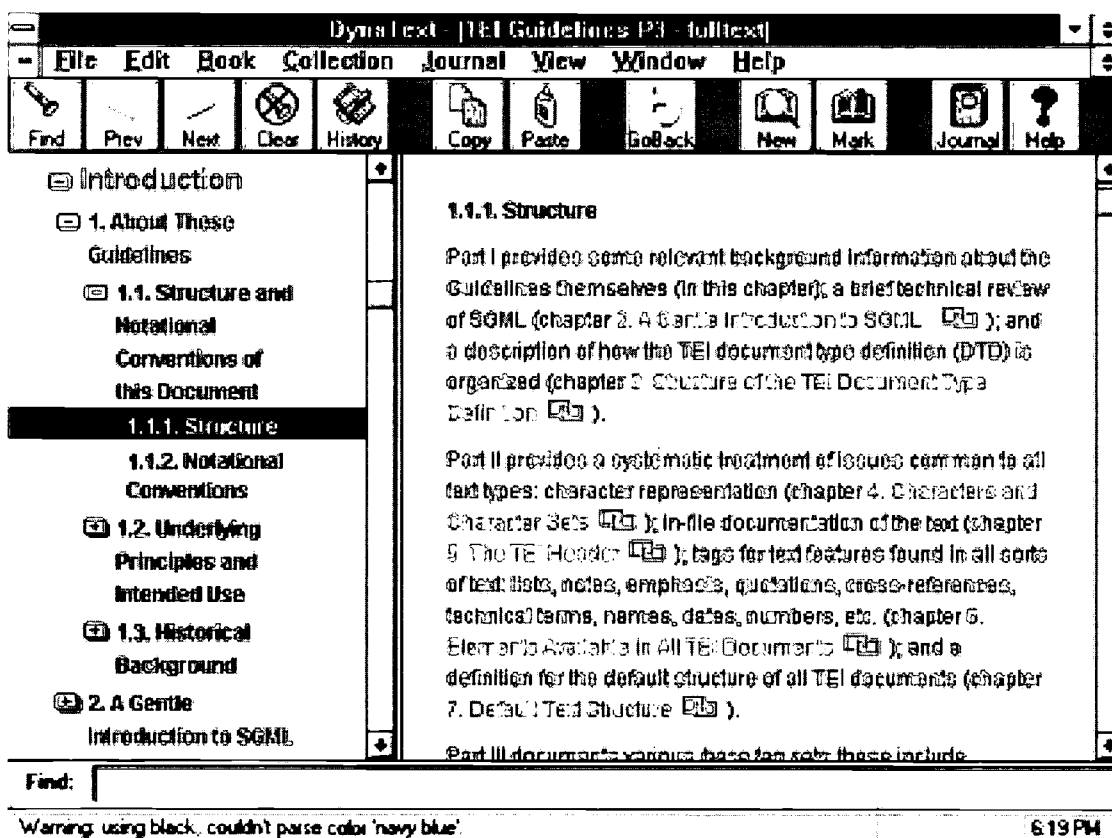 DynaText - [TEI Guidelines P3 - fulltext]
File Edit Book Collection Journal View Window Help
Find Prev Next Clear History Copy Paste GoBack New Mark Journal Help
Introduction
1. About These
Guidelines
1.1. Structure and
Notational
Conventions of
this Document
1.1.1. Structure
1.1.2. Notational
Conventions
1.2. Underlying
Principles and
Intended Use
1.3. Historical
Background
2. A Gentle
Introduction to SGML
1.1.1. Structure
Part I provides some relevant background information about the
Guidelines themselves (in this chapter); a brief technical review
of SGML (chapter 2. A Gentle Introduction to SGML ); and
a description of how the TEI document type definition (DTD) is
organized (chapter 3. Structure of the TEI Document Type
Definition ).
Part II provides a systematic treatment of issues common to all
text types: character representation (chapter 4. Characters and
Character Sets ); in-file documentation of the text (chapter
5. The TEI Header ); tags for text features found in all sorts
of text: lists, notes, emphasis, quotations, cross-references,
technical terms, names, dates, numbers, etc. (chapter 6.
Elements Available in All TEI Documents ); and a
definition for the default structure of all TEI documents (chapter
7. Default Text Structure ).
Part III documents various base tag sets these include
Find:
Warning: using black, couldn't parse color 'navy blue'.
6:19 PM